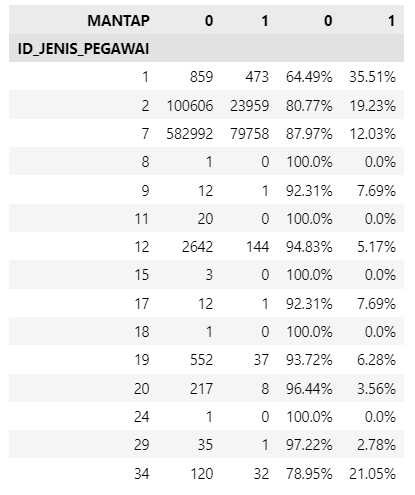 MANTAP 0 1 0 1
ID_JENIS_PEGAWAI
1 859 473 64.49% 35.51%
2 100606 23959 80.77% 19.23%
7 582992 79758 87.97% 12.03%
8 1 0 100.0% 0.0%
9 12 1 92.31% 7.69%
11 20 0 100.0% 0.0%
12 2642 144 94.83% 5.17%
15 3 0 100.0% 0.0%
17 12 1 92.31% 7.69%
18 1 0 100.0% 0.0%
19 552 37 93.72% 6.28%
20 217 8 96.44% 3.56%
24 1 0 100.0% 0.0%
29 35 1 97.22% 2.78%
34 120 32 78.95% 21.05%